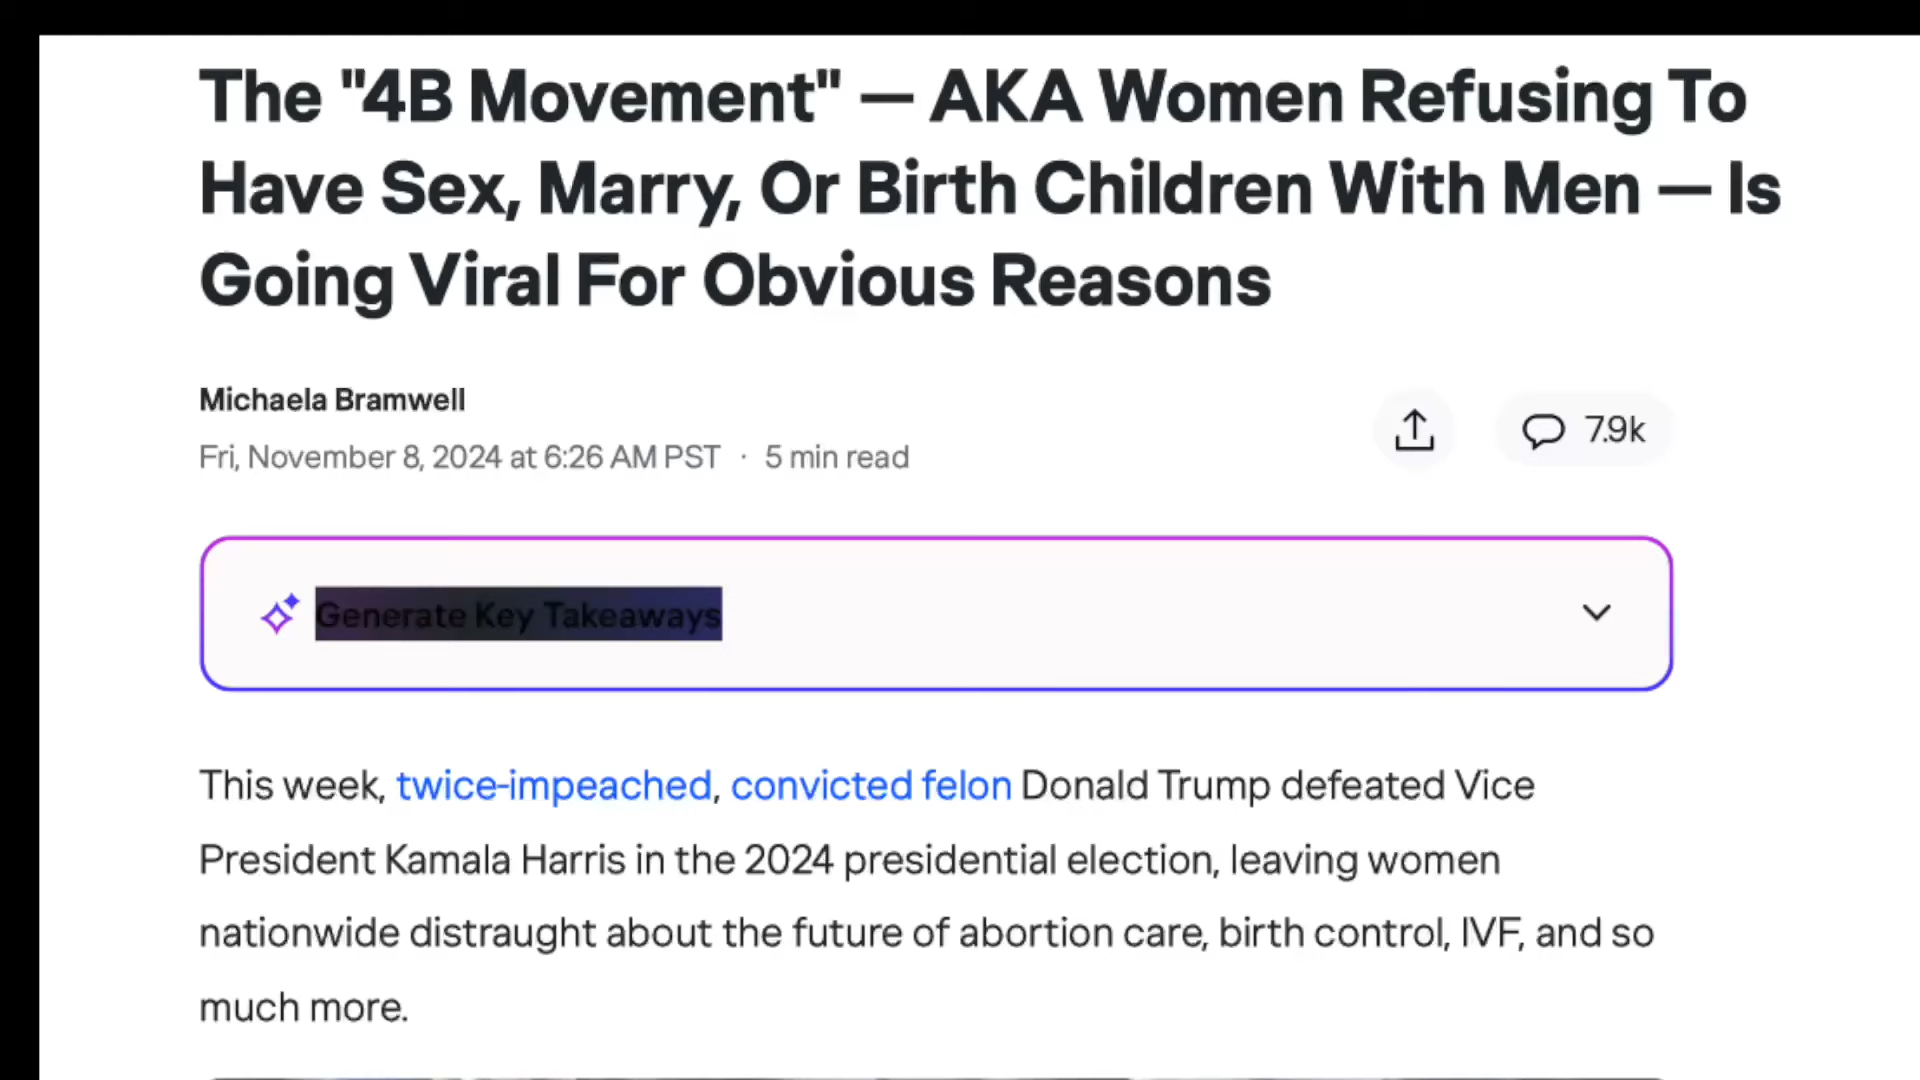 The "4B Movement" — AKA Women Refusing To
Have Sex, Marry, Or Birth Children With Men — Is
Going Viral For Obvious Reasons
Michaela Bramwell
Fri, November 8, 2024 at 6:26 AM PST · 5 min read
7.9k
Generate Key Takeaways
This week, twice-impeached, convicted felon Donald Trump defeated Vice
President Kamala Harris in the 2024 presidential election, leaving women
nationwide distraught about the future of abortion care, birth control, IVF, and so
much more.